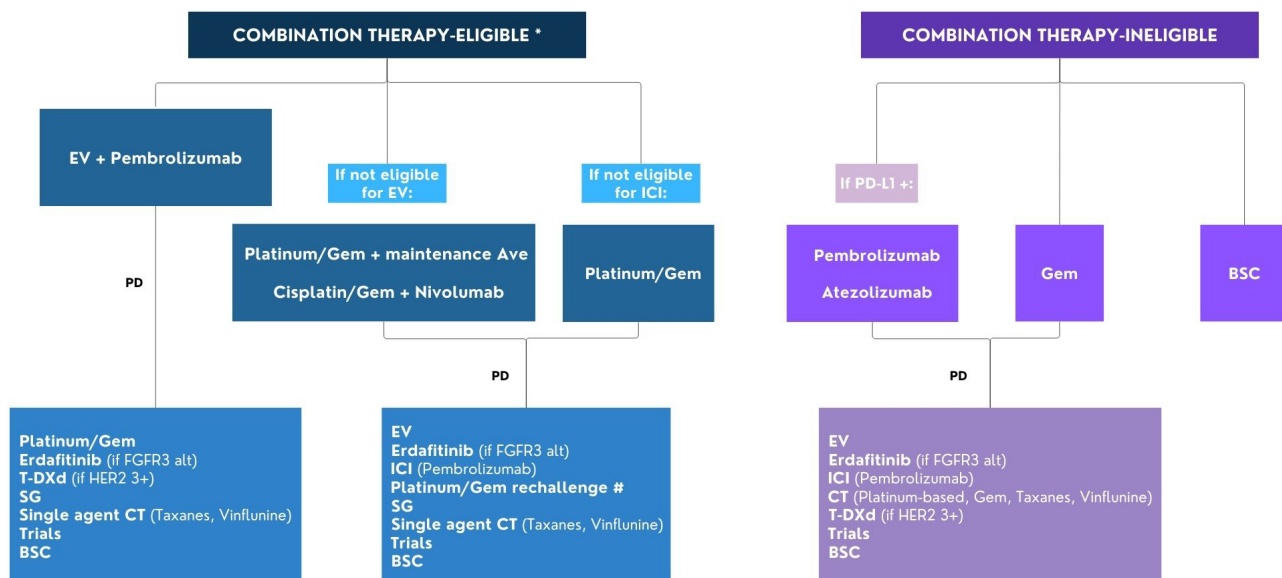 COMBINATION THERAPY-ELIGIBLE *
COMBINATION THERAPY-INELIGIBLE
EV + Pembrolizumab
If not eligible
for EV:
If not eligible
for ICI:
If PD-L1 +:
Platinum/Gem + maintenance Ave
Cisplatin/Gem + Nivolumab
Platinum/Gem
Pembrolizumab
Atezolizumab
Gem
BSC
PD
PD
PD
Platinum/Gem
Erdafitinib (if FGFR3 alt)
T-DXd (if HER2 3+)
SG
Single agent CT (Taxanes, Vinflunine)
Trials
BSC
EV
Erdafitinib (if FGFR3 alt)
ICI (Pembrolizumab)
Platinum/Gem rechallenge #
SG
Single agent CT (Taxanes, Vinflunine)
Trials
BSC
EV
Erdafitinib (if FGFR3 alt)
ICI (Pembrolizumab)
CT (Platinum-based, Gem, Taxanes, Vinflunine)
T-DXd (if HER2 3+)
Trials
BSC